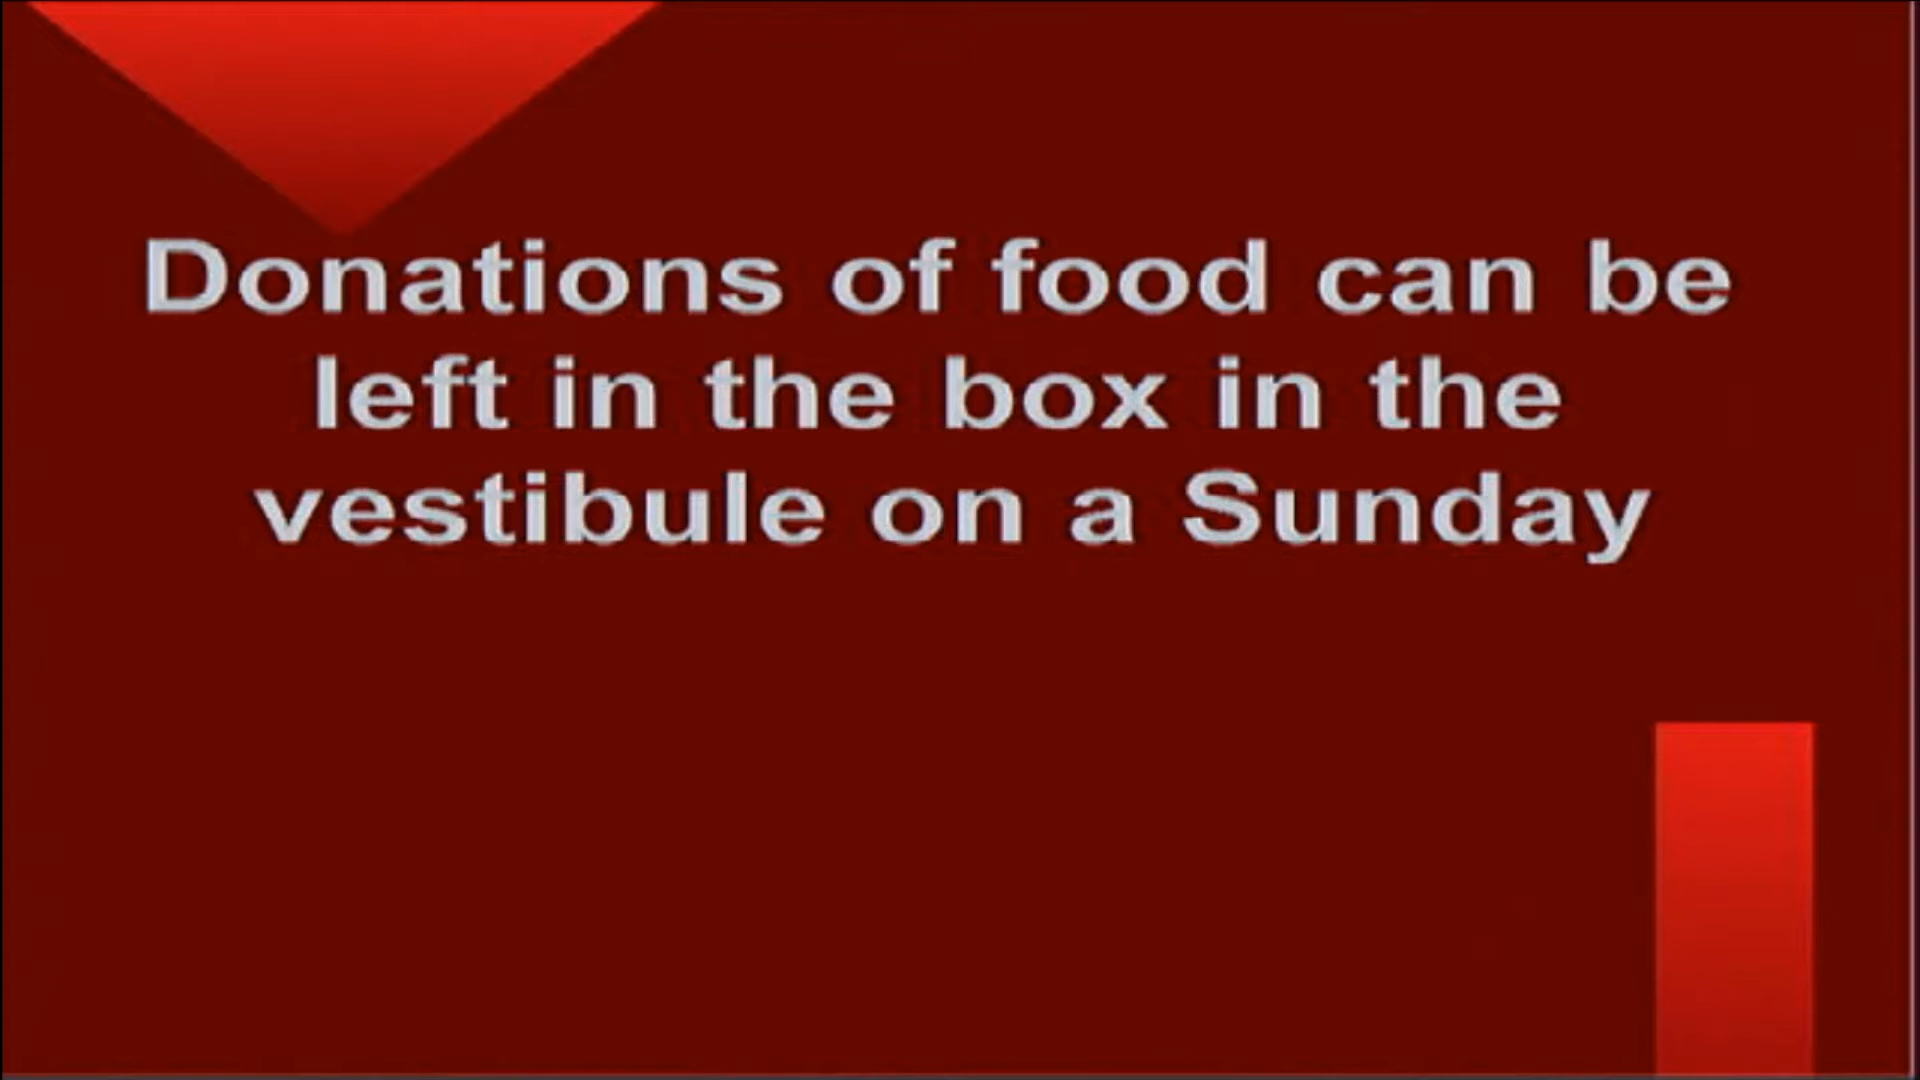 Donations of food can be
left in the box in the
vestibule on a Sunday